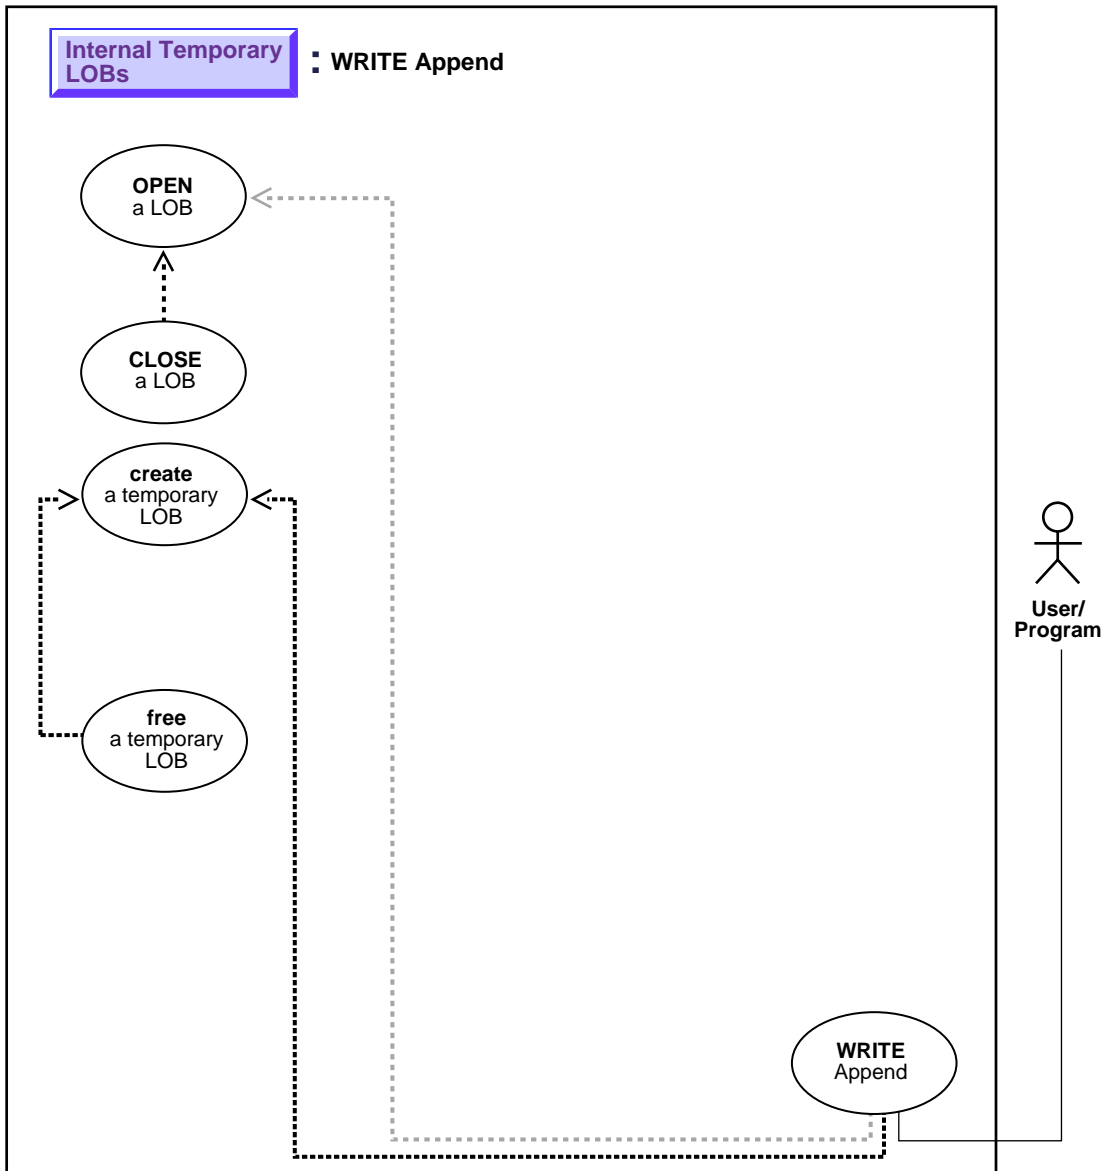 Internal Temporary
LOBs
: WRITE Append
OPEN
a LOB
CLOSE
a LOB
create
a temporary
LOB
User/
Program
free
a temporary
LOB
WRITE
Append